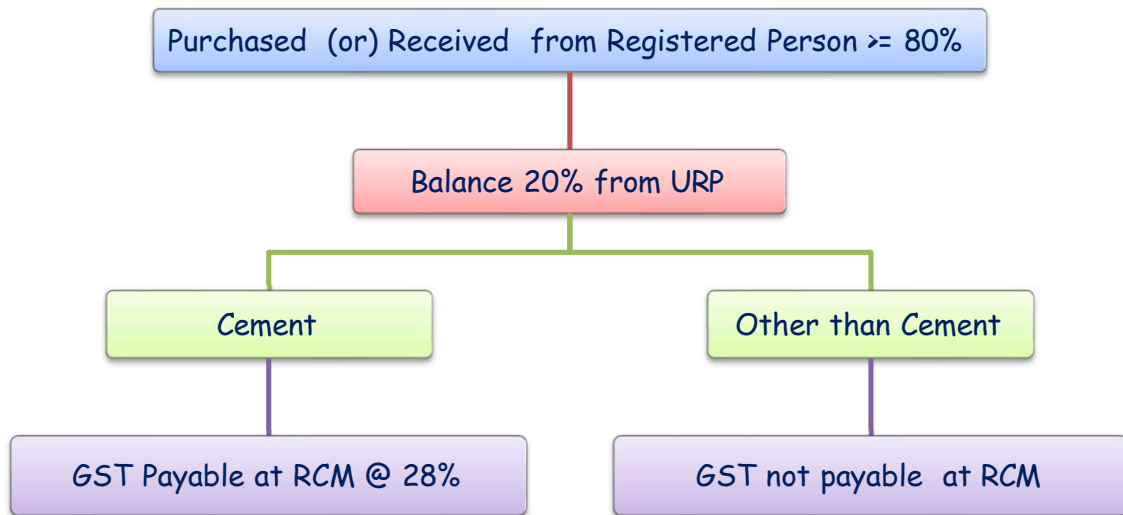 Purchased (or) Received from Registered Person >= 80%
Balance 20% from URP
Cement
Other than Cement
GST Payable at RCM @ 28%
GST not payable at RCM